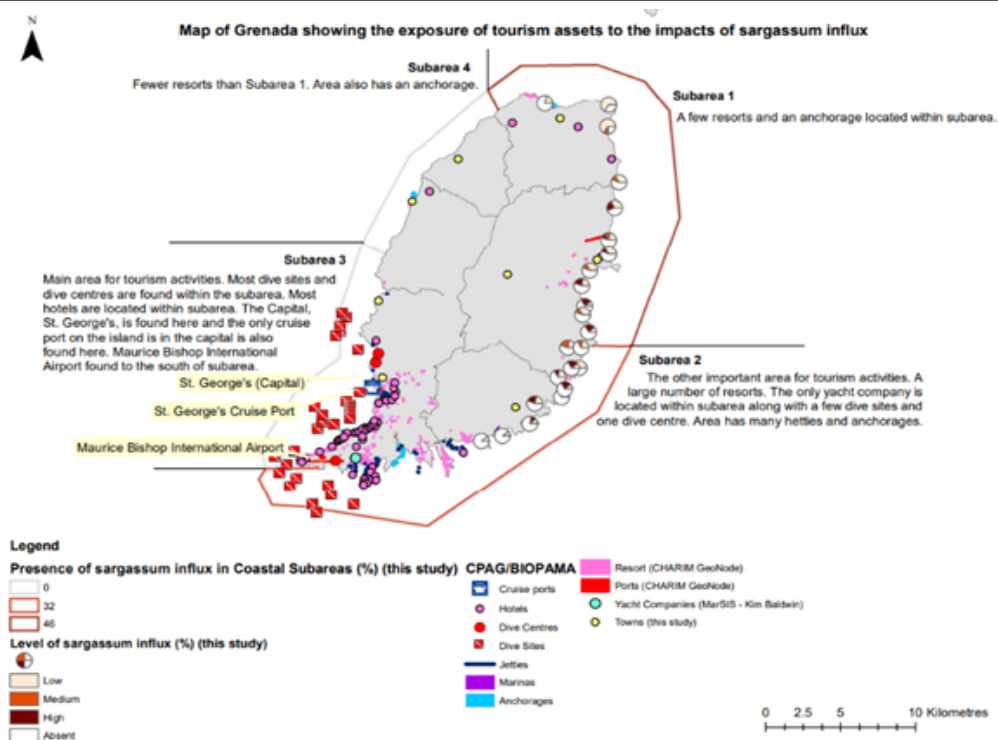 N
Map of Grenada showing the exposure of tourism assets to the impacts of sargassum influx
Subarea 4
Fewer resorts than Subarea 1. Area also has an anchorage.
Subarea 1
A few resorts and an anchorage located within subarea.
Subarea 3
Main area for tourism activities. Most dive sites and
dive centres are found within the subarea. Most
hotels are located within subarea. The Capital,
St. George's, is found here and the only cruise
port on the island is in the capital is also
found here. Maurice Bishop International
Airport found to the south of subarea.
St. George's (Capital)
St. George's Cruise Port
Maurice Bishop International Airport
Subarea 2
The other important area for tourism activities. A
large number of resorts. The only yacht company is
located within subarea along with a few dive sites and
one dive centre. Area has many hetties and anchorages.
Legend
Presence of sargassum influx in Coastal Subareas (%) (this study)
0
32
46
Level of sargassum influx (%) (this study)
Low
Medium
High
Absent
CPAG/BIOPAMA
Cruise ports
Hotels
Dive Centres
Dive Sites
Jetties
Marinas
Anchorages
Resort (CHARIM GeoNode)
Ports (CHARIM GeoNode)
Yacht Companies (MarSIS - Kim Baldwin)
Towns (this study)
0 2.5 5 10 Kilometres